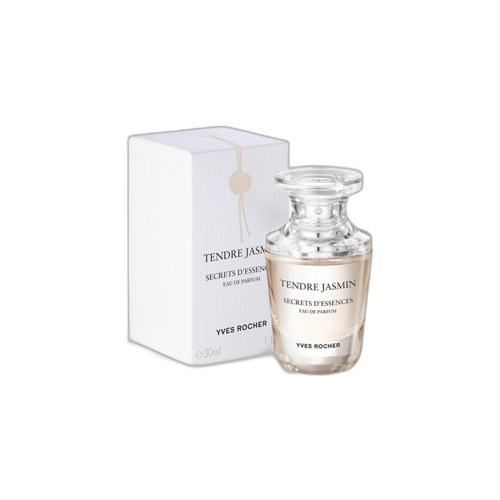 TENDRE JASMIN
SECRETS D'ESSENCES
EAU DE PARFUM
YVES ROCHER
℮30ml
TENDRE JASMIN
SECRETS D'ESSENCES
EAU DE PARFUM
YVES ROCHER